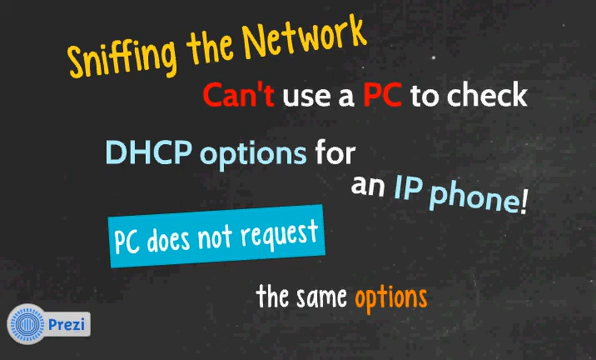 Sniffing the Network
Can't use a PC to check
DHCP options for
an IP phone!
PC does not request
the same options
Prezi